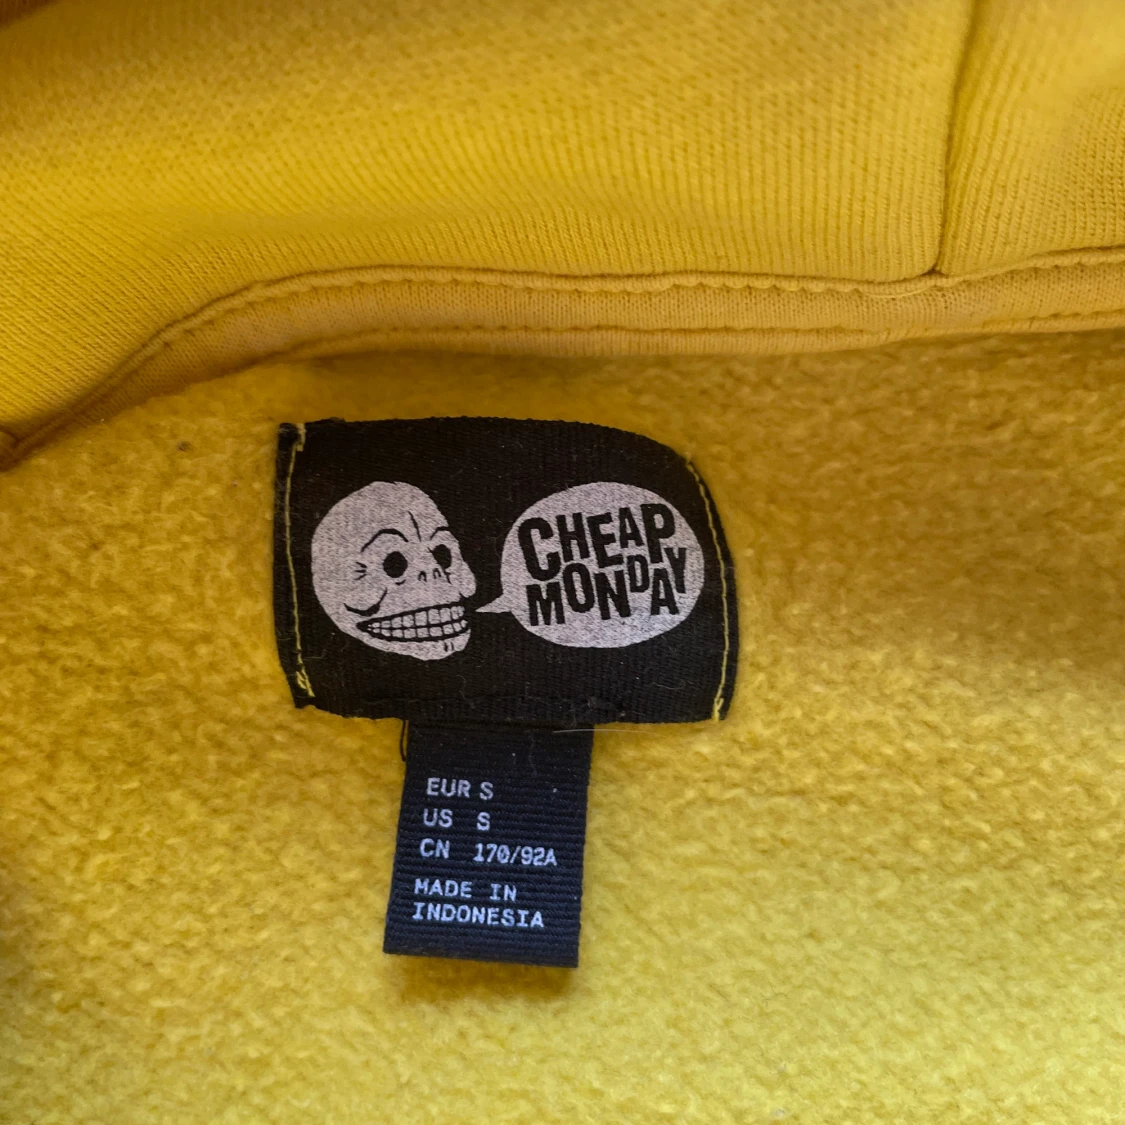 CHEAP
MONDAY
EUR S
US S
CN 170/92A
MADE IN
INDONESIA